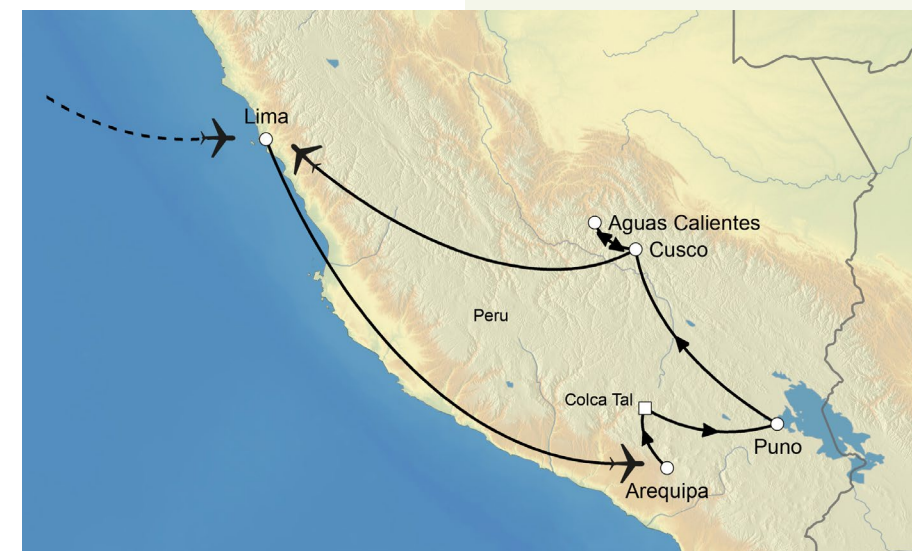 Lima
Aguas Calientes
Cusco
Peru
Colca Tal
Puno
Arequipa